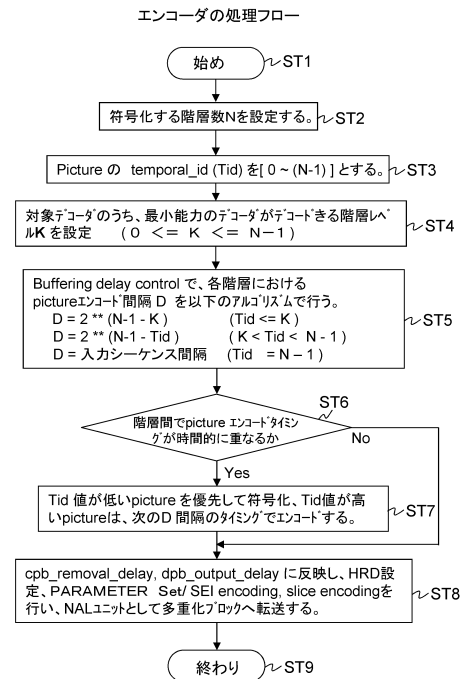 エンコーダの処理フロー
始め
ST1
符号化する階層数Nを設定する。
ST2
Picture の temporal_id (Tid) を[ 0 ~ (N-1) ] とする。
ST3
対象デコーダのうち、最小能力のデコーダがデコードできる階層レベ
ルK を設定 ( 0 <= K <= N-1 )
ST4
Buffering delay control で、各階層における
pictureエンコード間隔 D を以下のアルゴリズムで行う。
D = 2 ** (N-1 - K) (Tid <= K )
D = 2 ** (N-1 - Tid) ( K < Tid < N - 1 )
D = 入力シーケンス間隔 (Tid = N - 1 )
ST5
ST6
階層間でpicture エンコードタイミン
グが時間的に重なるか
No
Yes
Tid 値が低いpicture を優先して符号化、Tid値が高
いpictureは、次のD 間隔のタイミングでエンコードする。
ST7
cpb_removal_delay, dpb_output_delay に反映し、HRD設
定、PARAMETER Set/ SEI encoding, slice encodingを
行い、NALユニットとして多重化ブロックへ転送する。
ST8
終わり
ST9